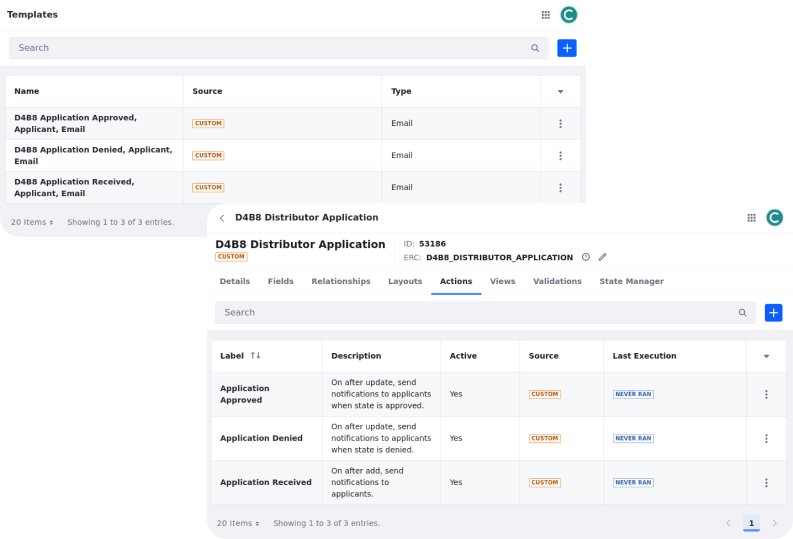 Templates
C
Search
Name Source Type
D4B8 Application Approved,
Applicant, Email
CUSTOM
Email
D4B8 Application Denied, Applicant,
Email
CUSTOM
Email
D4B8 Application Received,
Applicant, Email
CUSTOM
Email
20 Items Showing 1 to 3 of 3 entries.
D4B8 Distributor Application
C
D4B8 Distributor Application
CUSTOM
ID: 53186
ERC: D4B8_DISTRIBUTOR_APPLICATION
Details Fields Relationships Layouts Actions Views Validations State Manager
Search
Label Description Active Source Last Execution
Application
Approved
On after update, send
notifications to applicants
when state is approved.
Yes
CUSTOM
NEVER RAN
Application Denied
On after update, send
notifications to applicants
when state is denied.
Yes
CUSTOM
NEVER RAN
Application Received
On after add, send
notifications to
applicants.
Yes
CUSTOM
NEVER RAN
20 Items Showing 1 to 3 of 3 entries.
1